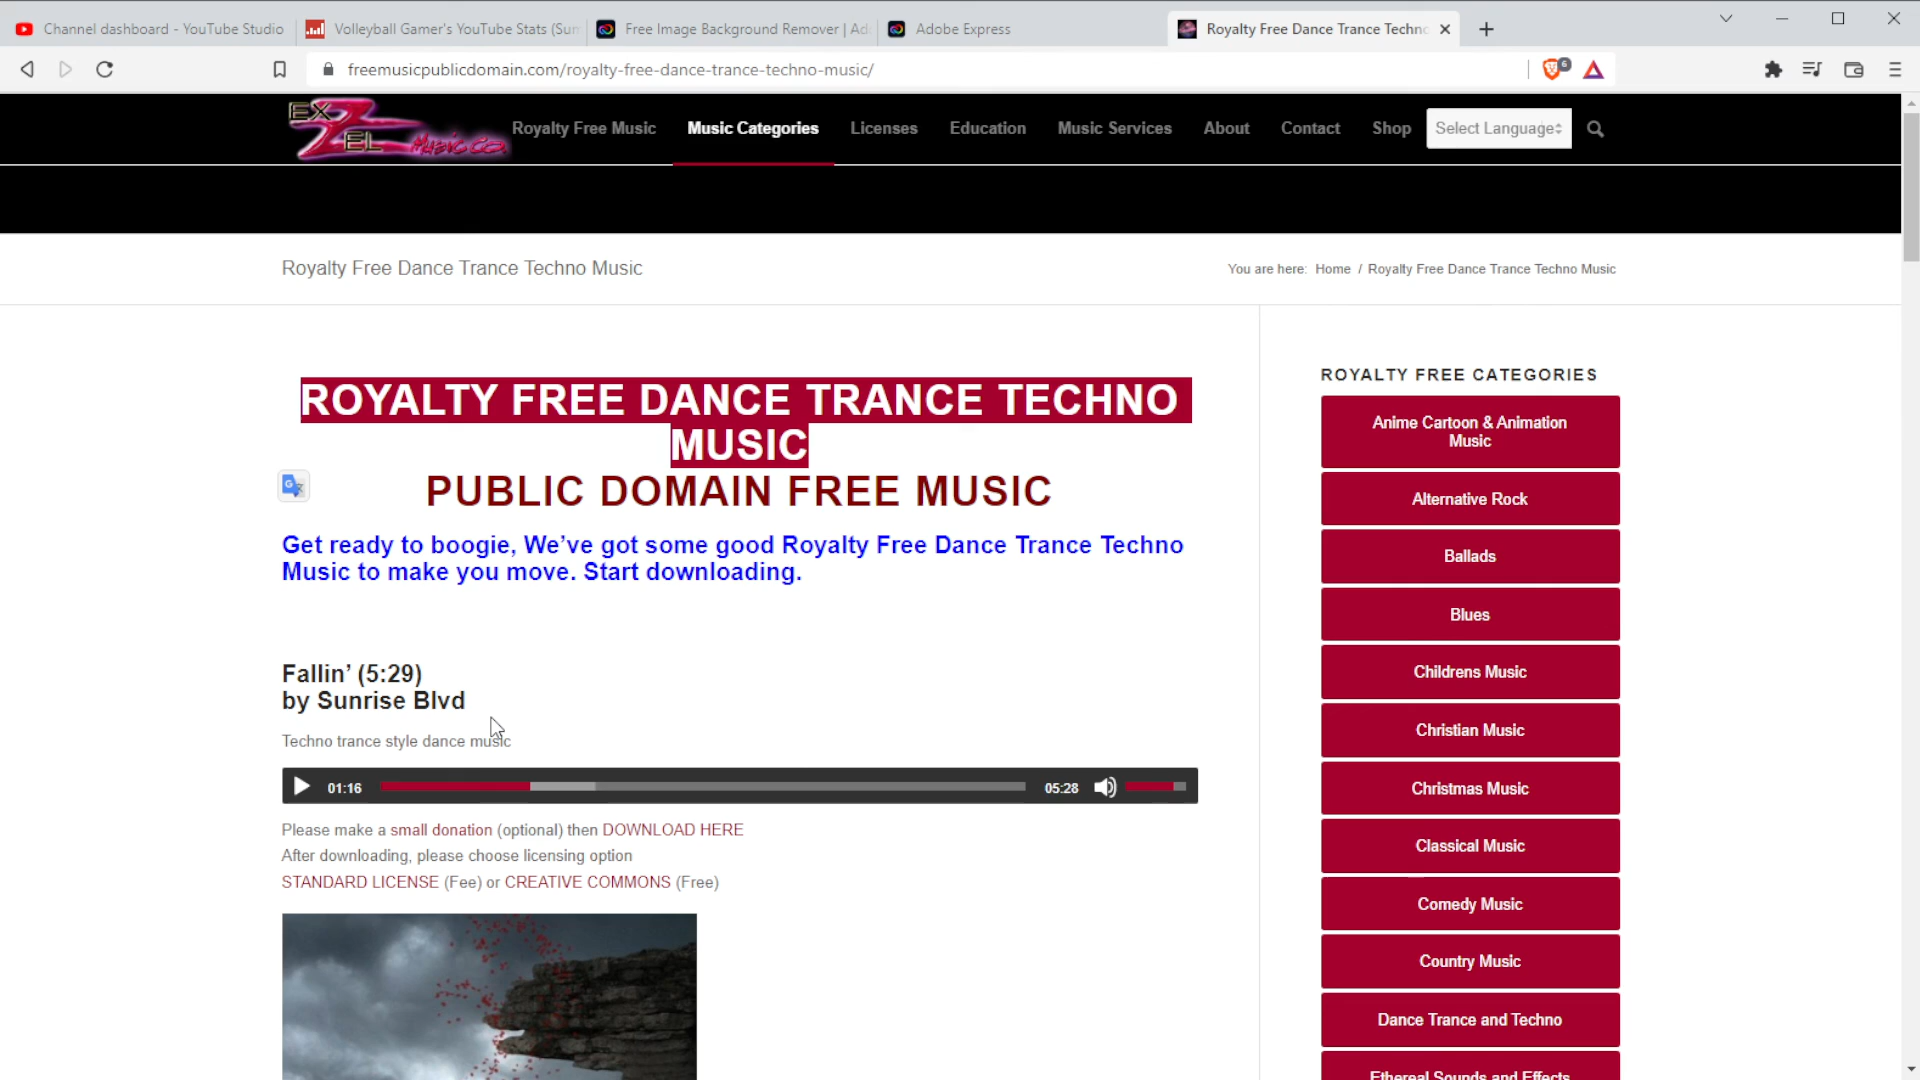 Channel dashboard - YouTube Studio
Volleyball Gamer's YouTube Stats (Sum
Free Image Background Remover | Ad
Adobe Express
Royalty Free Dance Trance Techno
freemusicpublicdomain.com/royalty-free-dance-trance-techno-music/
6
EXZEL MUSIC CO.
Royalty Free Music
Music Categories
Licenses
Education
Music Services
About
Contact
Shop
Select Language
Royalty Free Dance Trance Techno Music
You are here: Home / Royalty Free Dance Trance Techno Music
ROYALTY FREE DANCE TRANCE TECHNO
MUSIC
PUBLIC DOMAIN FREE MUSIC
Get ready to boogie, We’ve got some good Royalty Free Dance Trance Techno
Music to make you move. Start downloading.
Fallin’ (5:29)
by Sunrise Blvd
Techno trance style dance music
01:16
05:28
Please make a small donation (optional) then DOWNLOAD HERE
After downloading, please choose licensing option
STANDARD LICENSE (Fee) or CREATIVE COMMONS (Free)
ROYALTY FREE CATEGORIES
Anime Cartoon & Animation
Music
Alternative Rock
Ballads
Blues
Childrens Music
Christian Music
Christmas Music
Classical Music
Comedy Music
Country Music
Dance Trance and Techno
Ethereal Sounds and Effects